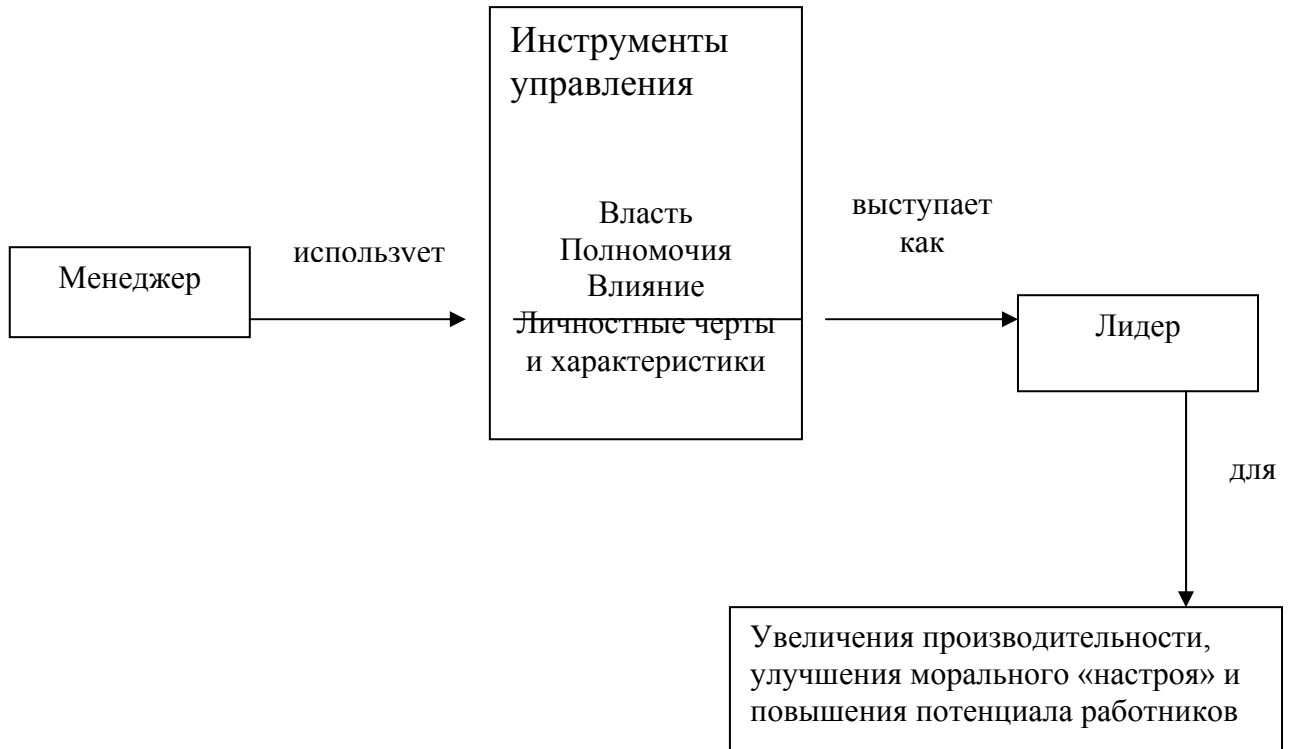 Инструменты
управления
Власть
Полномочия
Влияние
Личностные черты
и характеристики
Менеджер
использует
выступает
как
Лидер
для
Увеличения производительности,
улучшения морального «настроя» и
повышения потенциала работников